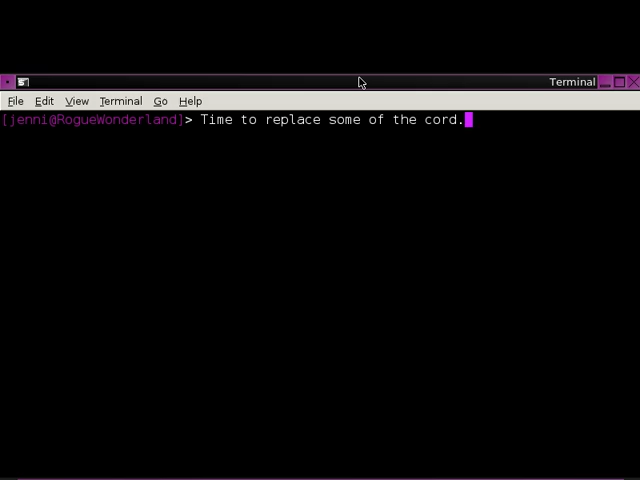 Terminal
File Edit View Terminal Go Help
[jenni@RogueWonderland]> Time to replace some of the cord.